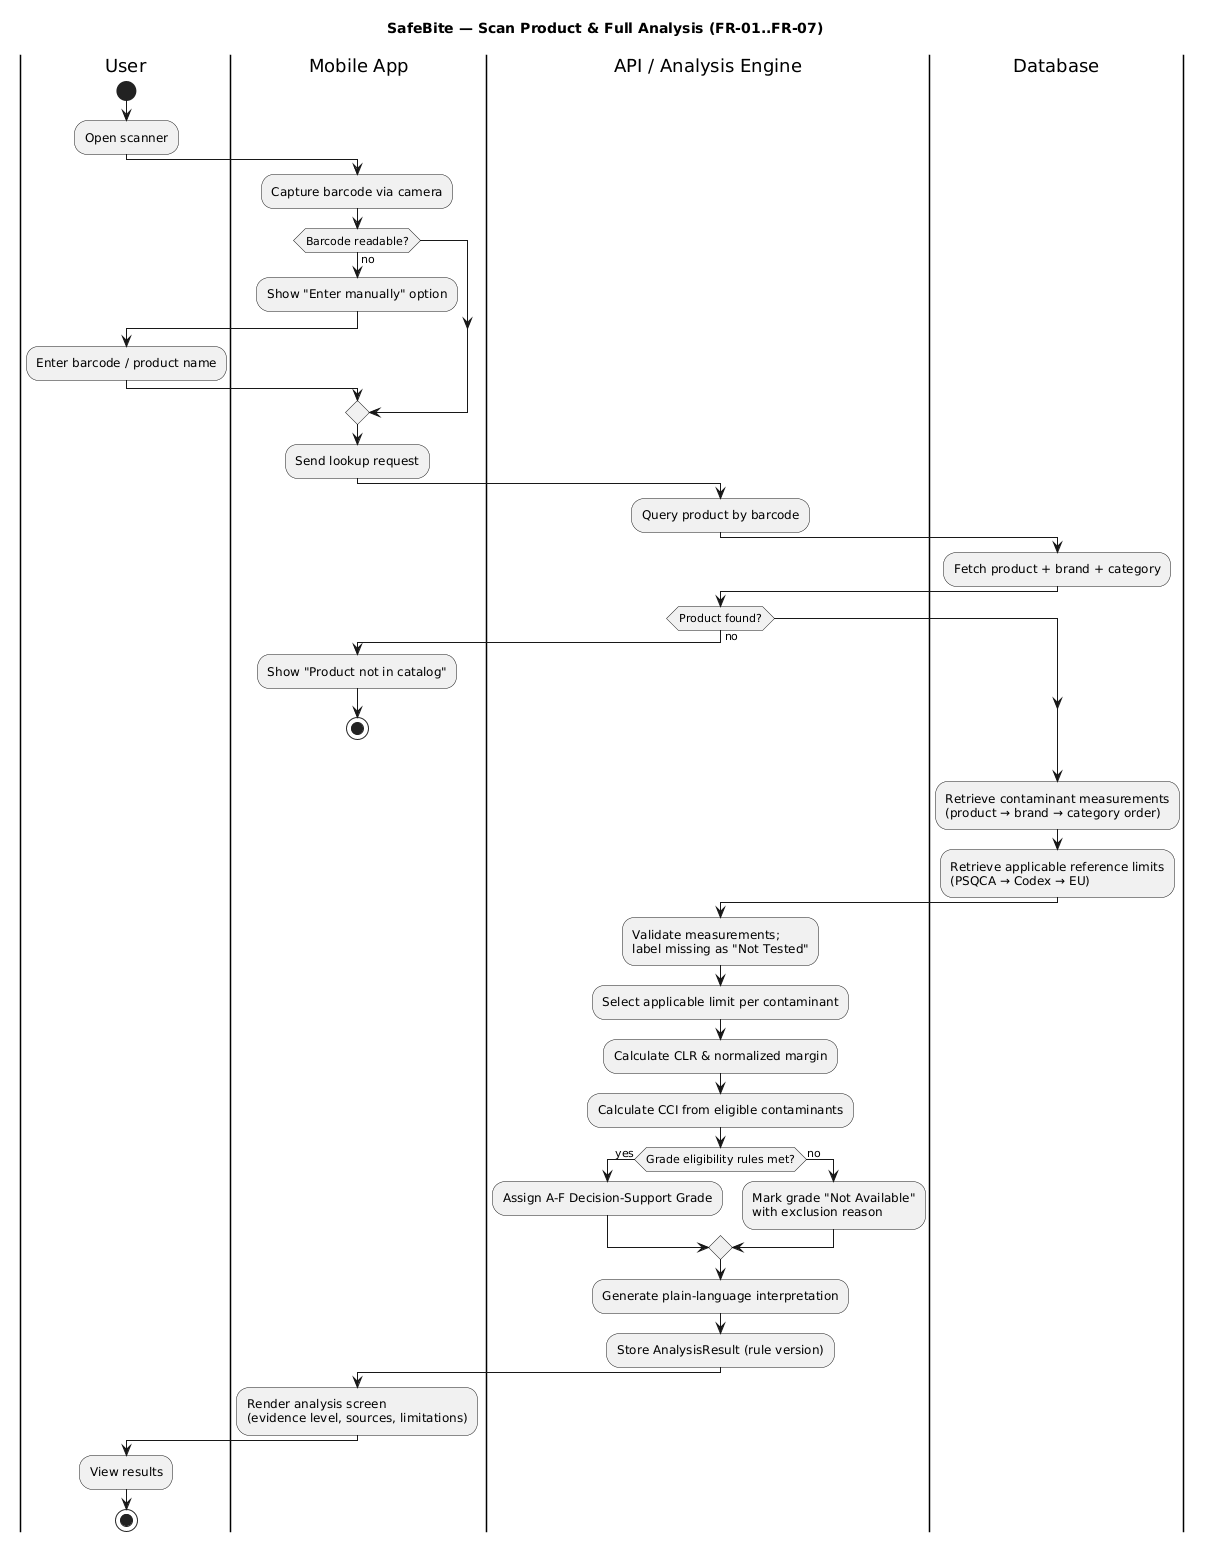 SafeBite — Scan Product & Full Analysis (FR-01..FR-07)
User
Mobile App
API / Analysis Engine
Database
Open scanner
Capture barcode via camera
Barcode readable?
no
Show "Enter manually" option
Enter barcode / product name
Send lookup request
Query product by barcode
Fetch product + brand + category
Product found?
no
Show "Product not in catalog"
Retrieve contaminant measurements
(product → brand → category order)
Retrieve applicable reference limits
(PSQCA → Codex → EU)
Validate measurements;
label missing as "Not Tested"
Select applicable limit per contaminant
Calculate CLR & normalized margin
Calculate CCI from eligible contaminants
yes
Grade eligibility rules met?
no
Assign A-F Decision-Support Grade
Mark grade "Not Available"
with exclusion reason
Generate plain-language interpretation
Store AnalysisResult (rule version)
Render analysis screen
(evidence level, sources, limitations)
View results